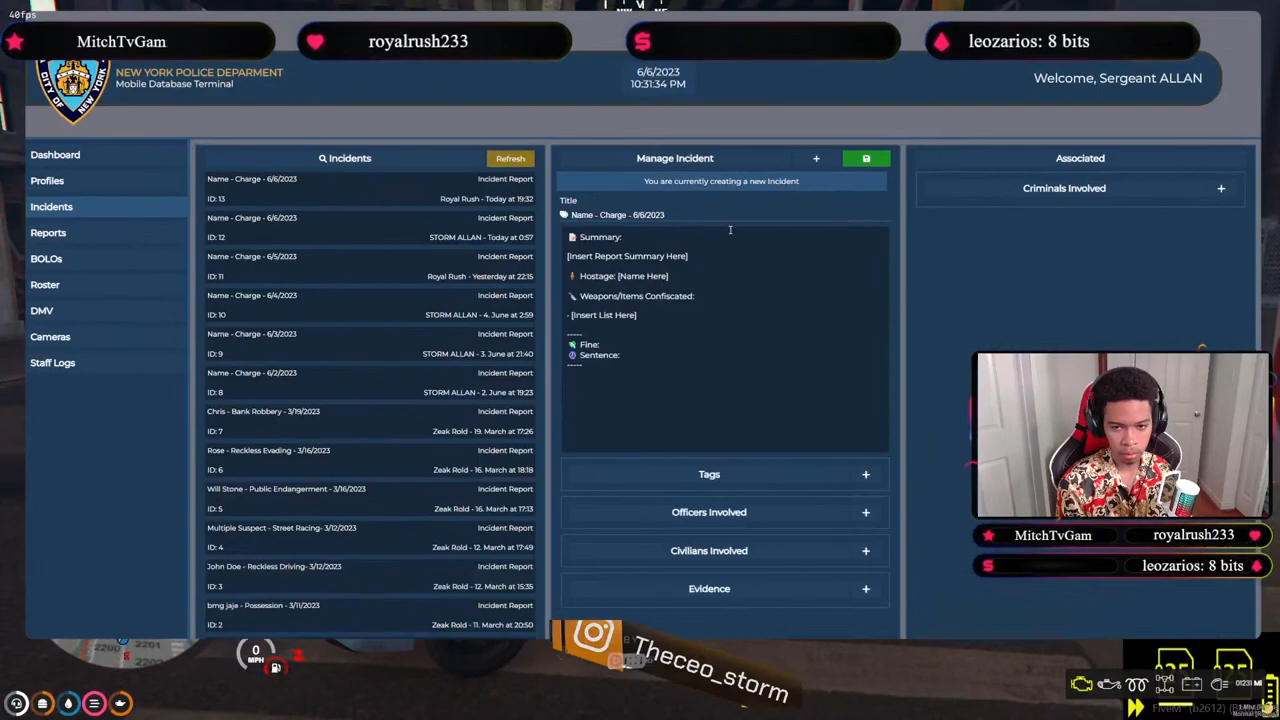 40fps
MitchTvGam
royalrush233
leozarios: 8 bits
CITY OF
NEW YORK
NEW YORK POLICE DEPARMENT
Mobile Database Terminal
6/6/2023
10:31:34 PM
Welcome, Sergeant ALLAN
Dashboard
Profiles
Incidents
Reports
BOLOs
Roster
DMV
Cameras
Staff Logs
Incidents
Refresh
Name - Charge - 6/6/2023 Incident Report
ID: 13 Royal Rush - Today at 19:32
Name - Charge - 6/6/2023 Incident Report
ID: 12 STORM ALLAN - Today at 0:57
Name - Charge - 6/5/2023 Incident Report
ID: 11 Royal Rush - Yesterday at 22:15
Name - Charge - 6/4/2023 Incident Report
ID: 10 STORM ALLAN - 4. June at 2:59
Name - Charge - 6/3/2023 Incident Report
ID: 9 STORM ALLAN - 3. June at 21:40
Name - Charge - 6/2/2023 Incident Report
ID: 8 STORM ALLAN - 2. June at 19:23
Chris - Bank Robbery - 3/19/2023 Incident Report
ID: 7 Zeak Rold - 19. March at 17:26
Rose - Reckless Evading - 3/16/2023 Incident Report
ID: 6 Zeak Rold - 16. March at 18:18
Will Stone - Public Endangerment - 3/16/2023 Incident Report
ID: 5 Zeak Rold - 16. March at 17:13
Multiple Suspect - Street Racing- 3/12/2023 Incident Report
ID: 4 Zeak Rold - 12. March at 17:49
John Doe - Reckless Driving- 3/12/2023 Incident Report
ID: 3 Zeak Rold - 12. March at 15:35
bmg jaje - Possession - 3/11/2023 Incident Report
ID: 2 Zeak Rold - 11. March at 20:50
Manage Incident +
You are currently creating a new Incident
Title
Name - Charge - 6/6/2023
Summary:
[Insert Report Summary Here]
Hostage: [Name Here]
Weapons/Items Confiscated:
· [Insert List Here]
-----
Fine:
Sentence:
-----
Tags +
Officers Involved +
Civilians Involved +
Evidence +
Associated
Criminals Involved +
MitchTvGam
royalrush233
leozarios: 8 bits
2201
0
MPH
Theceo_storm
01231 MI
FiveM (b2612)